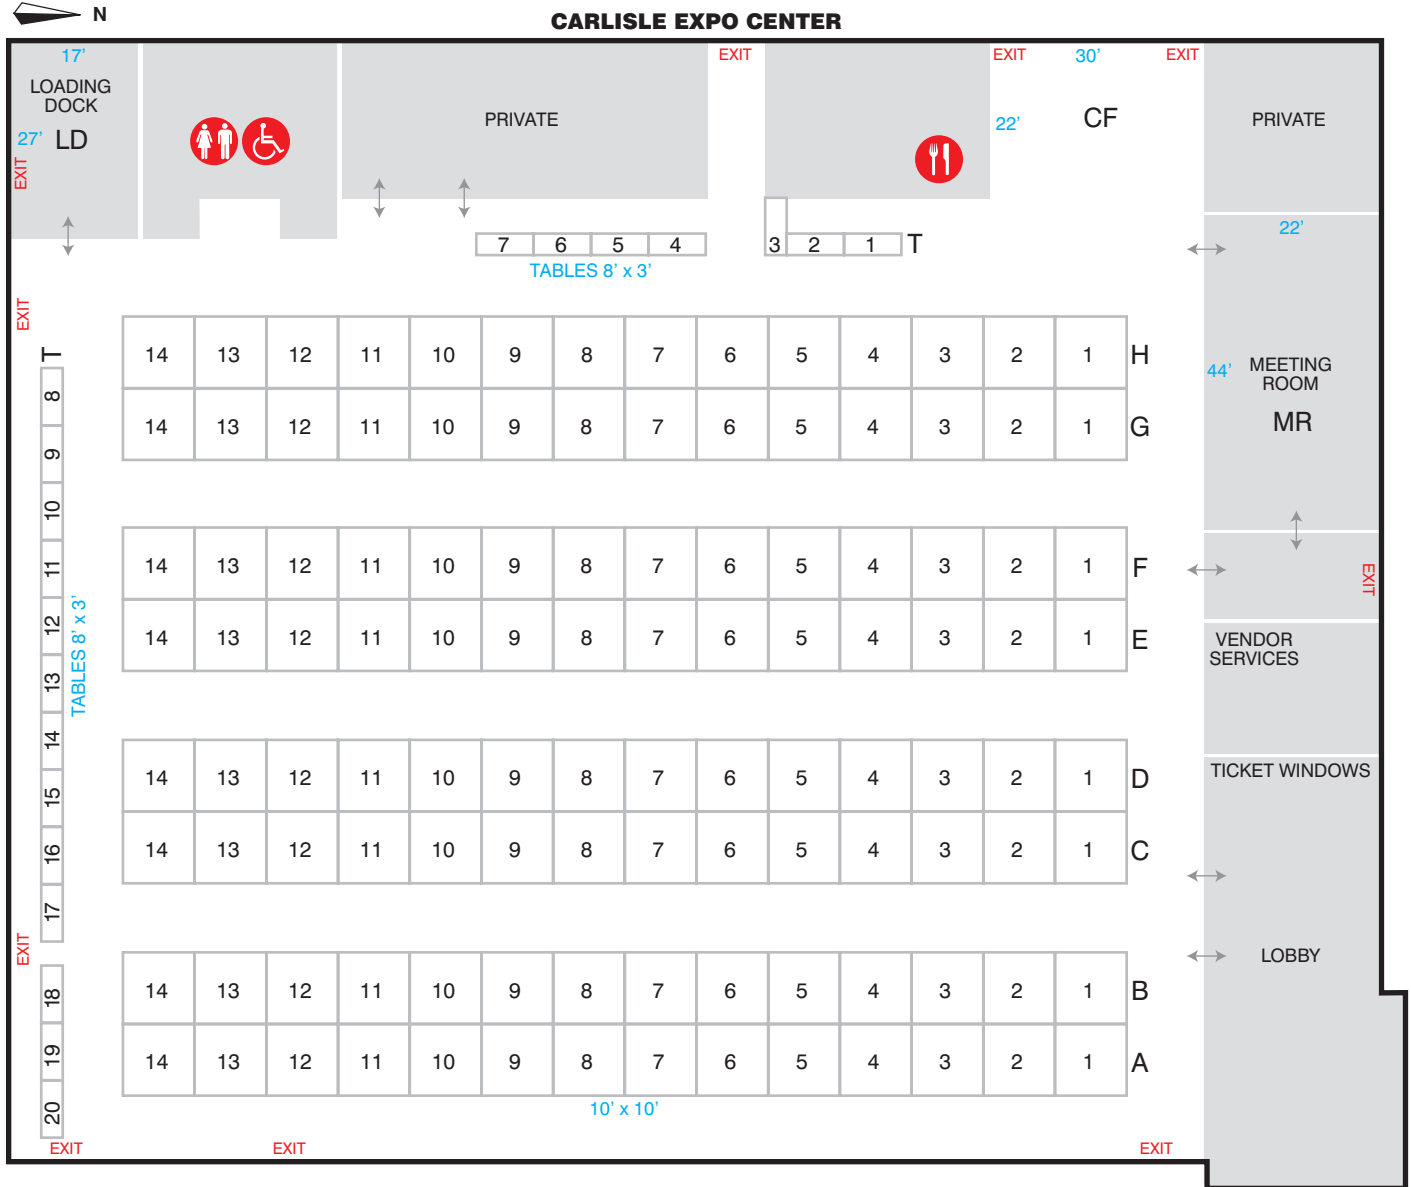 N
CARLISLE EXPO CENTER
17’
LOADING
DOCK
27’ LD
EXIT
PRIVATE
EXIT
EXIT
30’
EXIT
22’
CF
PRIVATE
7 6 5 4
TABLES 8’ x 3’
3 2 1 T
22’
44’
MEETING
ROOM
MR
EXIT
T
8
9
10
11
12
13
14
15
16
17
TABLES 8’ x 3’
EXIT
18
19
20
14 13 12 11 10 9 8 7 6 5 4 3 2 1 H
14 13 12 11 10 9 8 7 6 5 4 3 2 1 G
14 13 12 11 10 9 8 7 6 5 4 3 2 1 F
14 13 12 11 10 9 8 7 6 5 4 3 2 1 E
14 13 12 11 10 9 8 7 6 5 4 3 2 1 D
14 13 12 11 10 9 8 7 6 5 4 3 2 1 C
14 13 12 11 10 9 8 7 6 5 4 3 2 1 B
14 13 12 11 10 9 8 7 6 5 4 3 2 1 A
10’ x 10’
EXIT
VENDOR
SERVICES
TICKET WINDOWS
LOBBY
EXIT
EXIT
EXIT